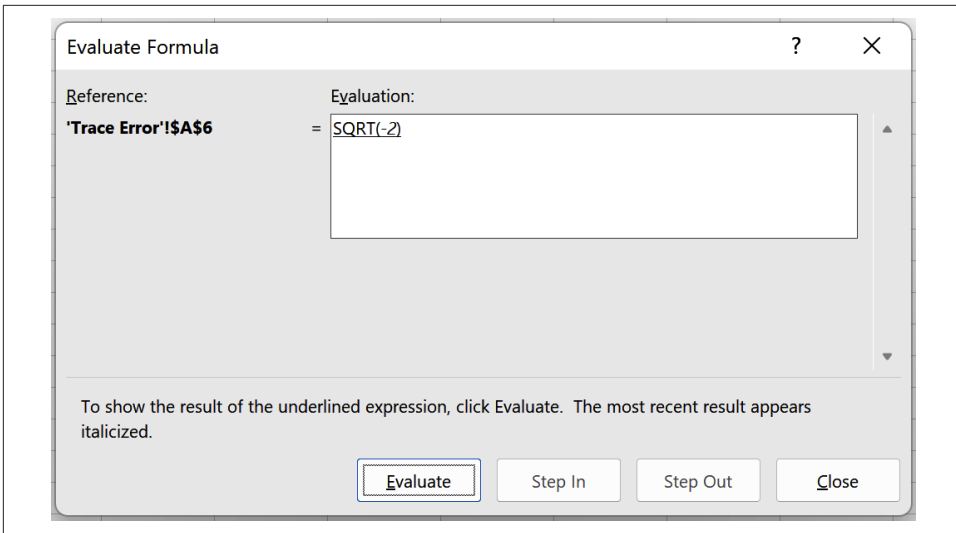 Evaluate Formula ?
Reference: Evaluation:
'Trace Error'!$A$6 = SQRT(-2)
To show the result of the underlined expression, click Evaluate. The most recent result appears
italicized.
Evaluate Step In Step Out Close